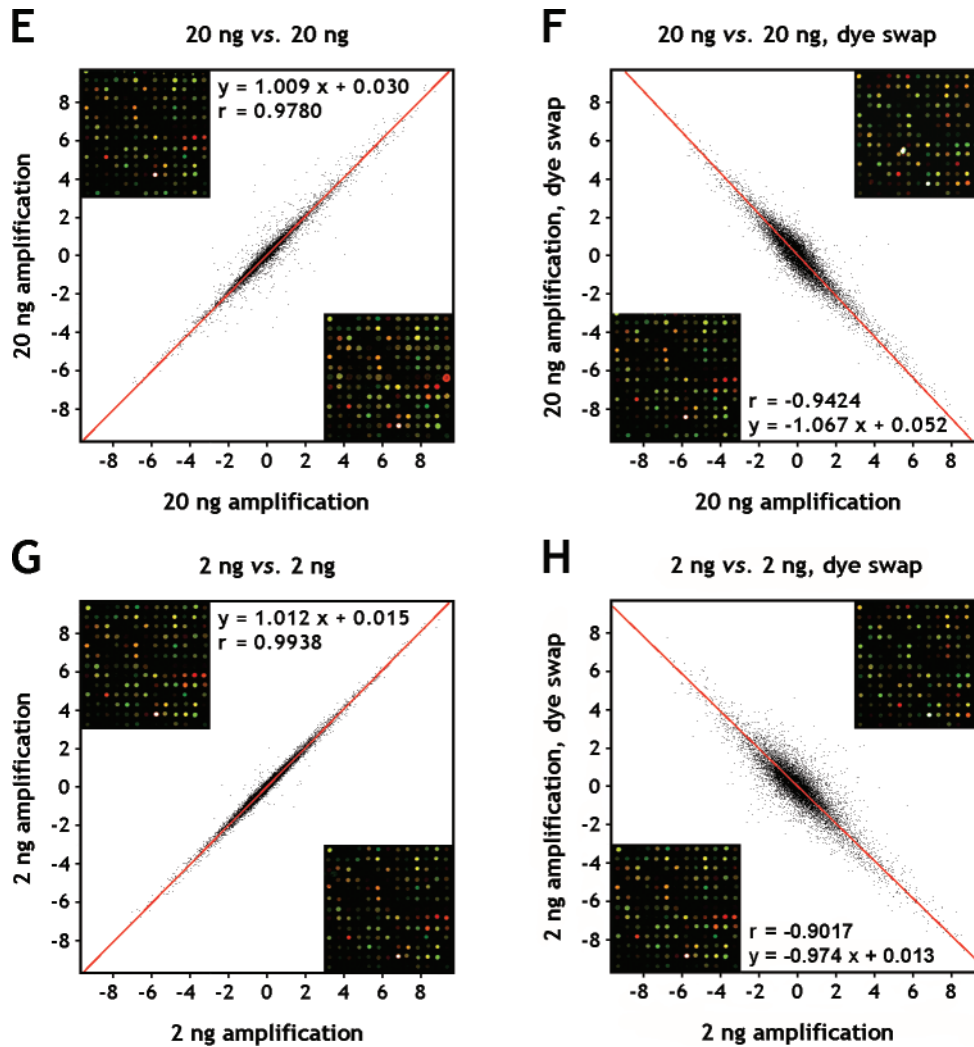 E
20 ng vs. 20 ng
y = 1.009 x + 0.030
r = 0.9780
20 ng amplification
8
6
4
2
0
-2
-4
-6
-8
-8 -6 -4 -2 0 2 4 6 8
20 ng amplification
F
20 ng vs. 20 ng, dye swap
20 ng amplification, dye swap
8
6
4
2
0
-2
-4
-6
-8
r = -0.9424
y = -1.067 x + 0.052
-8 -6 -4 -2 0 2 4 6 8
20 ng amplification
G
2 ng vs. 2 ng
y = 1.012 x + 0.015
r = 0.9938
2 ng amplification
8
6
4
2
0
-2
-4
-6
-8
-8 -6 -4 -2 0 2 4 6 8
2 ng amplification
H
2 ng vs. 2 ng, dye swap
2 ng amplification, dye swap
8
6
4
2
0
-2
-4
-6
-8
r = -0.9017
y = -0.974 x + 0.013
-8 -6 -4 -2 0 2 4 6 8
2 ng amplification